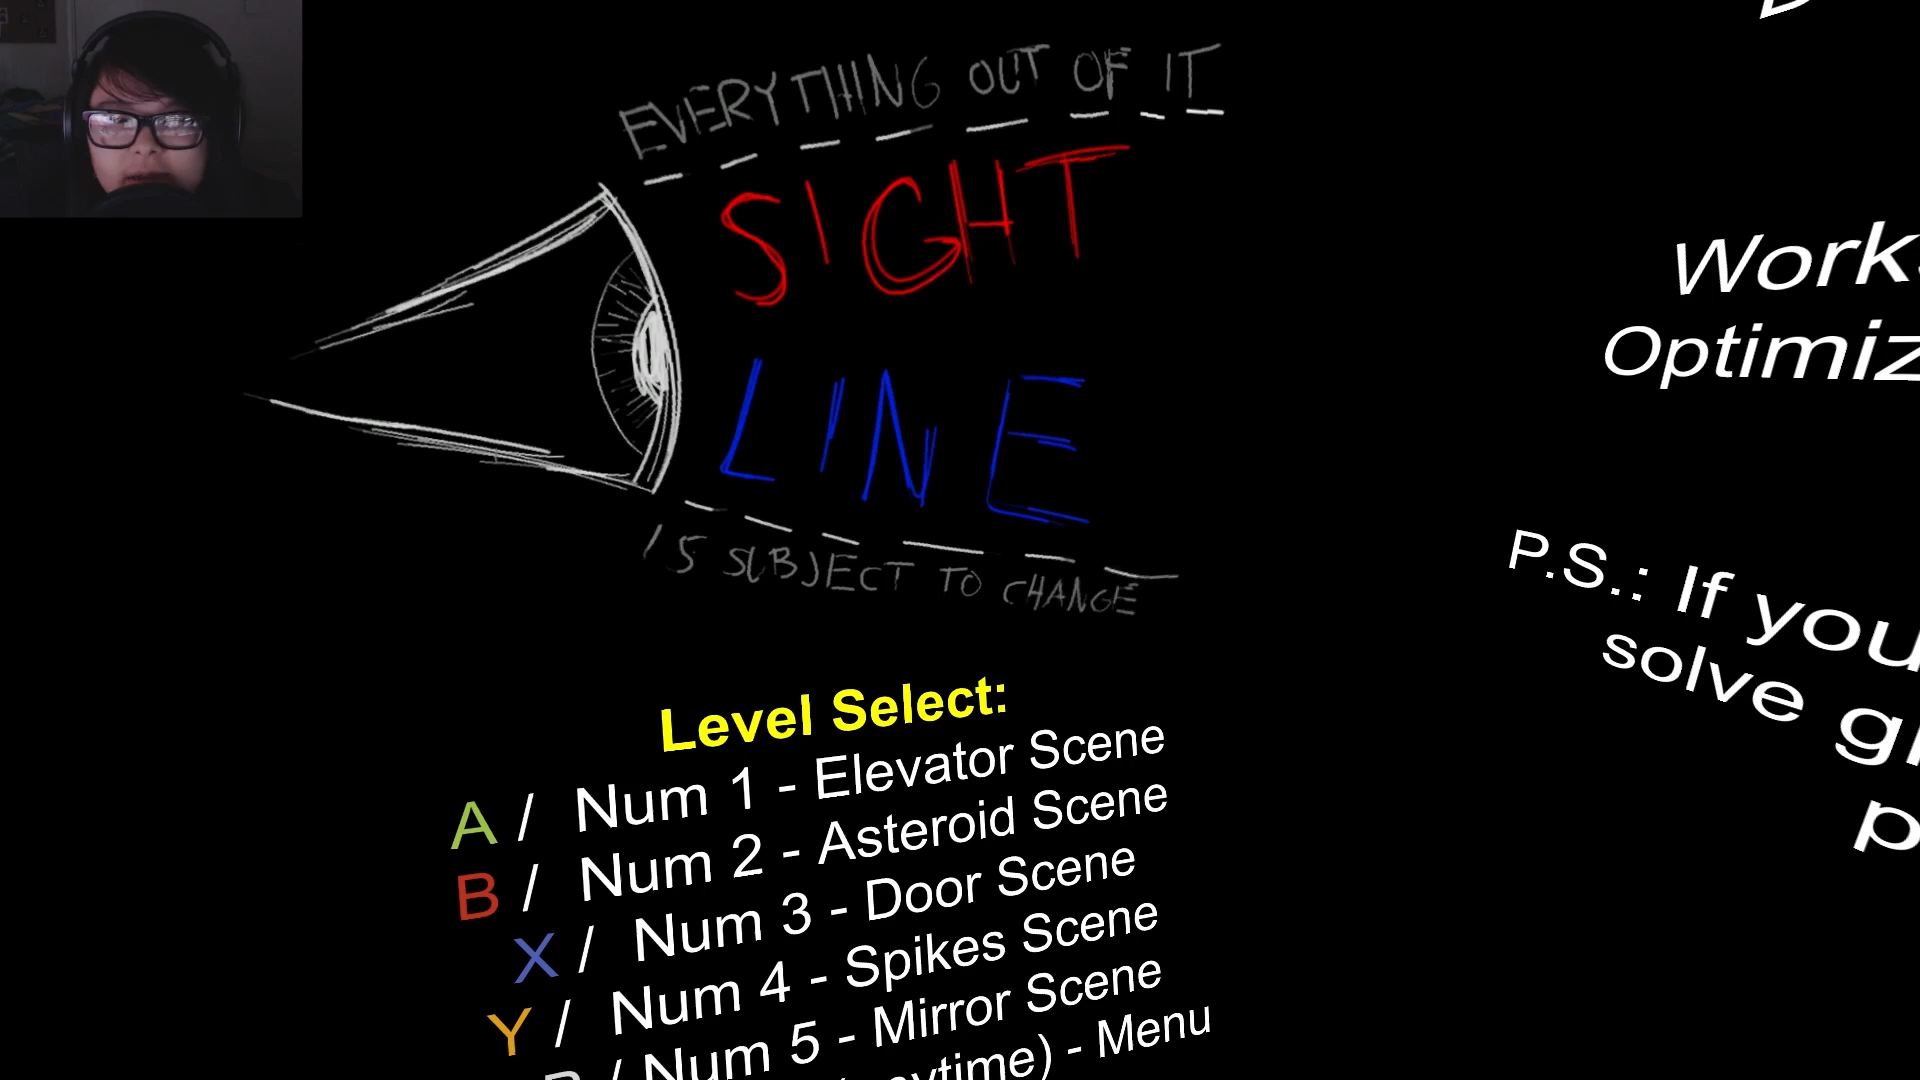 EVERYTHING OUT OF IT
SIGHT
LINE
IS SUBJECT TO CHANGE
Level Select:
A / Num 1 - Elevator Scene
B / Num 2 - Asteroid Scene
X / Num 3 - Door Scene
Y / Num 4 - Spikes Scene
/ Num 5 - Mirror Scene
- Menu
P.S.: If you
solve